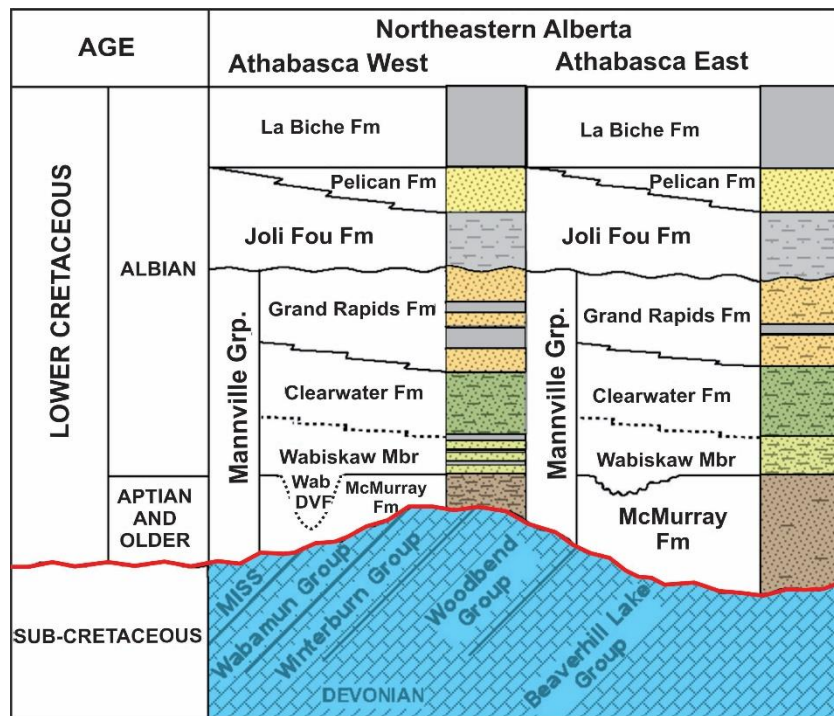 AGE
Northeastern Alberta
Athabasca West
Athabasca East
LOWER CRETACEOUS
ALBIAN
APTIAN
AND
OLDER
SUB-CRETACEOUS
La Biche Fm
Pelican Fm
Joli Fou Fm
Mannville Grp.
Grand Rapids Fm
Clearwater Fm
Wabiskaw Mbr
Wab
DVF
McMurray
Fm
La Biche Fm
Pelican Fm
Joli Fou Fm
Mannville Grp.
Grand Rapids Fm
Clearwater Fm
Wabiskaw Mbr
McMurray
Fm
MISS
Wabamun Group
Winterburn Group
Woodbend
Group
Beaverhill Lake
Group
DEVONIAN